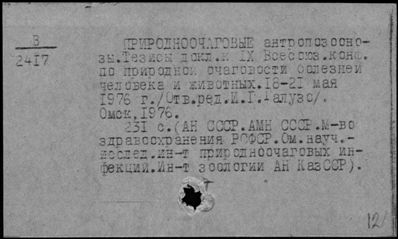 В
2417
ПРИРОДНООЧАГОВЫЕ антропозооно-
зы.Тезисы докл.к IX Всесоюз.конф.
по природной очаговости болезней
человека и животных.18-21 мая
1976 г./Отв.ред.И.Г.Галузо/.
Омск,1976.
231 с.(АН СССР.АМН СССР.М-во
здравоохранения РСФСР.Ом.науч.-
исслед.ин-т природноочаговых ин-
фекций.Ин-т зоологии АН КазССР).
12